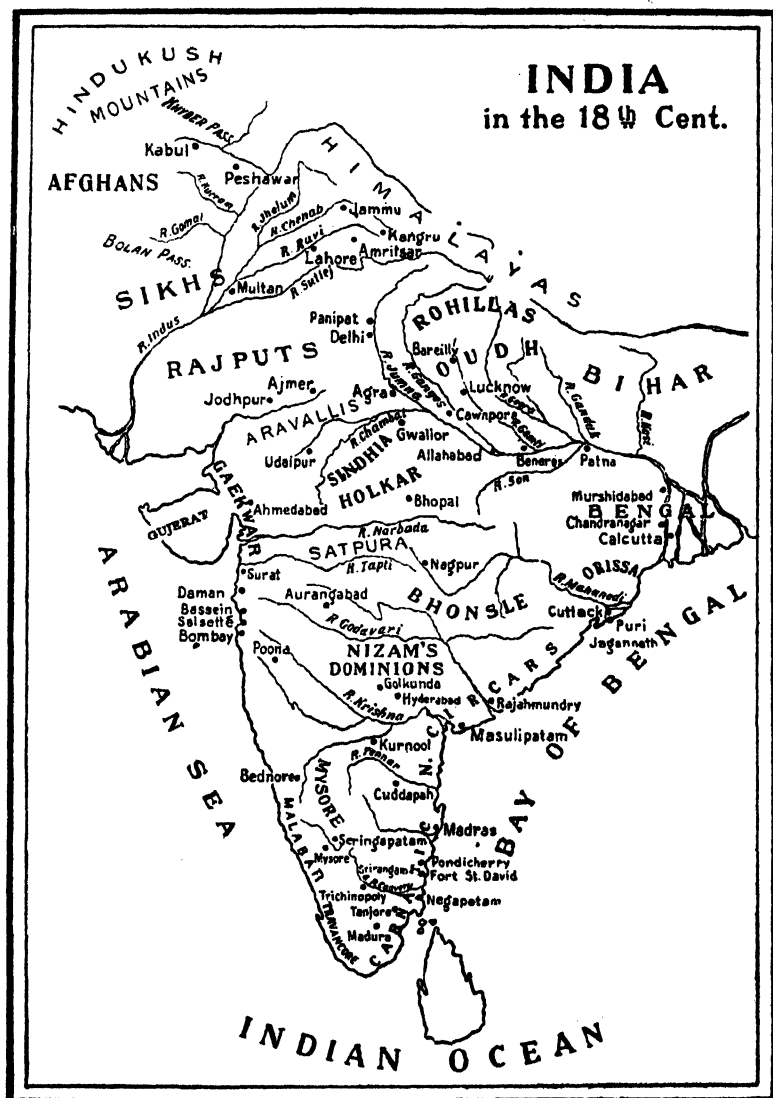 INDIA
in the 18th Cent.
HINDUKUSH
MOUNTAINS
KHYBER PASS
Kabul
Peshawar
AFGHANS
R. Kurram
R. Gomal
BOLAN PASS.
HIMALAYAS
R. Jhelum
R. Chenab
Jammu
R. Ravi
Kangru
Lahore
Amritsar
SIKHS
Multan
R. Sutlej
R. Indus
Panipat
Delhi
ROHILLAS
Bareilly
OUDH
BIHAR
RAJPUTS
Ajmer
Jodhpur
Agra
R. Jumna
R. Ganges
Lucknow
Cawnpore
R. Gandak
R. Kosi
ARAVALLIS
R. Chambal
Gwalior
Udaipur
SINDHIA
HOLKAR
Allahabad
Benares
Patna
R. Son
GAEKWAR
GUJERAT
Ahmedabad
Bhopal
Murshidabad
BENGAL
Chandranagar
Calcutta
R. Narbada
SATPURA
R. Tapti
Nagpur
ORISSA
Surat
Daman
Aurangabad
BHONSLE
R. Mahanadi
Cuttack
Bassein
Salsette
Bombay
R. Godavari
Puri
Jagannath
Poona
NIZAM'S
DOMINIONS
Golkunda
Hyderabad
N. CIRCARS
Rajahmundry
R. Krishna
Masulipatam
Kurnool
R. Pennar
Bednore
MYSORE
Cuddapah
MALABAR
Seringapatam
Mysore
Madras
Srirangam
R. Cauvery
Pondicherry
Fort St. David
Trichinopoly
Tanjore
Negapatam
Madura
TRAVANCORE
CARNATIC
ARABIAN SEA
BAY OF BENGAL
INDIAN OCEAN